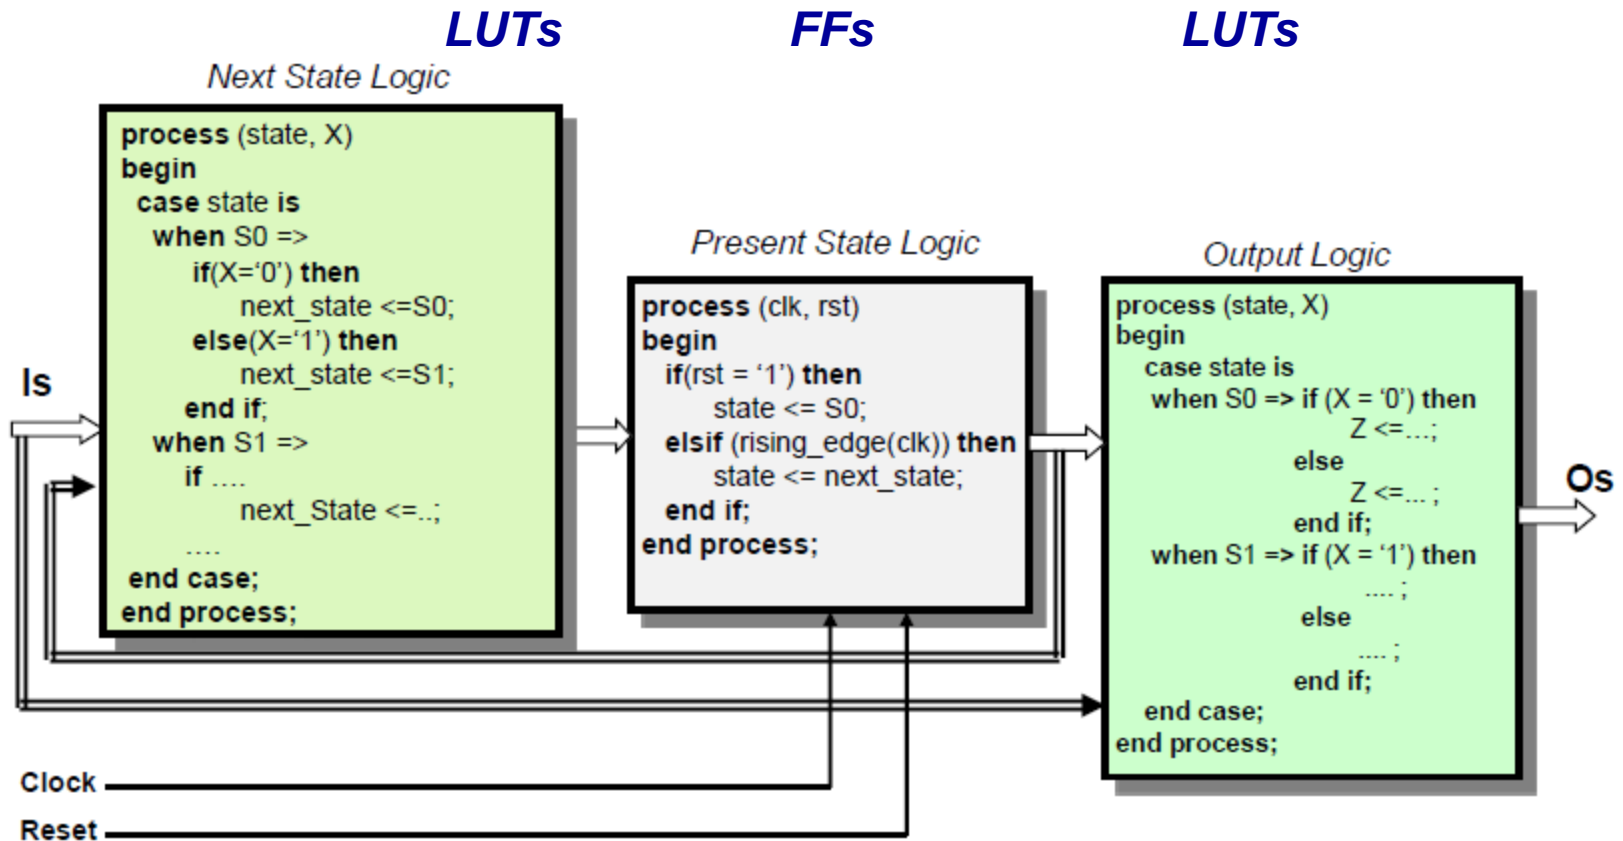 LUTs
FFs
LUTs
Next State Logic
process (state, X)
begin
case state is
when S0 =>
if(X=‘0’) then
next_state <=S0;
else(X=‘1’) then
next_state <=S1;
end if;
when S1 =>
if ....
next_State <=..;
....
end case;
end process;
Present State Logic
process (clk, rst)
begin
if(rst = ‘1’) then
state <= S0;
elsif (rising_edge(clk)) then
state <= next_state;
end if;
end process;
Output Logic
process (state, X)
begin
case state is
when S0 => if (X = ‘0’) then
Z <=...;
else
Z <=... ;
end if;
when S1 => if (X = ‘1’) then
.... ;
else
.... ;
end if;
end case;
end process;
Is
Os
Clock
Reset